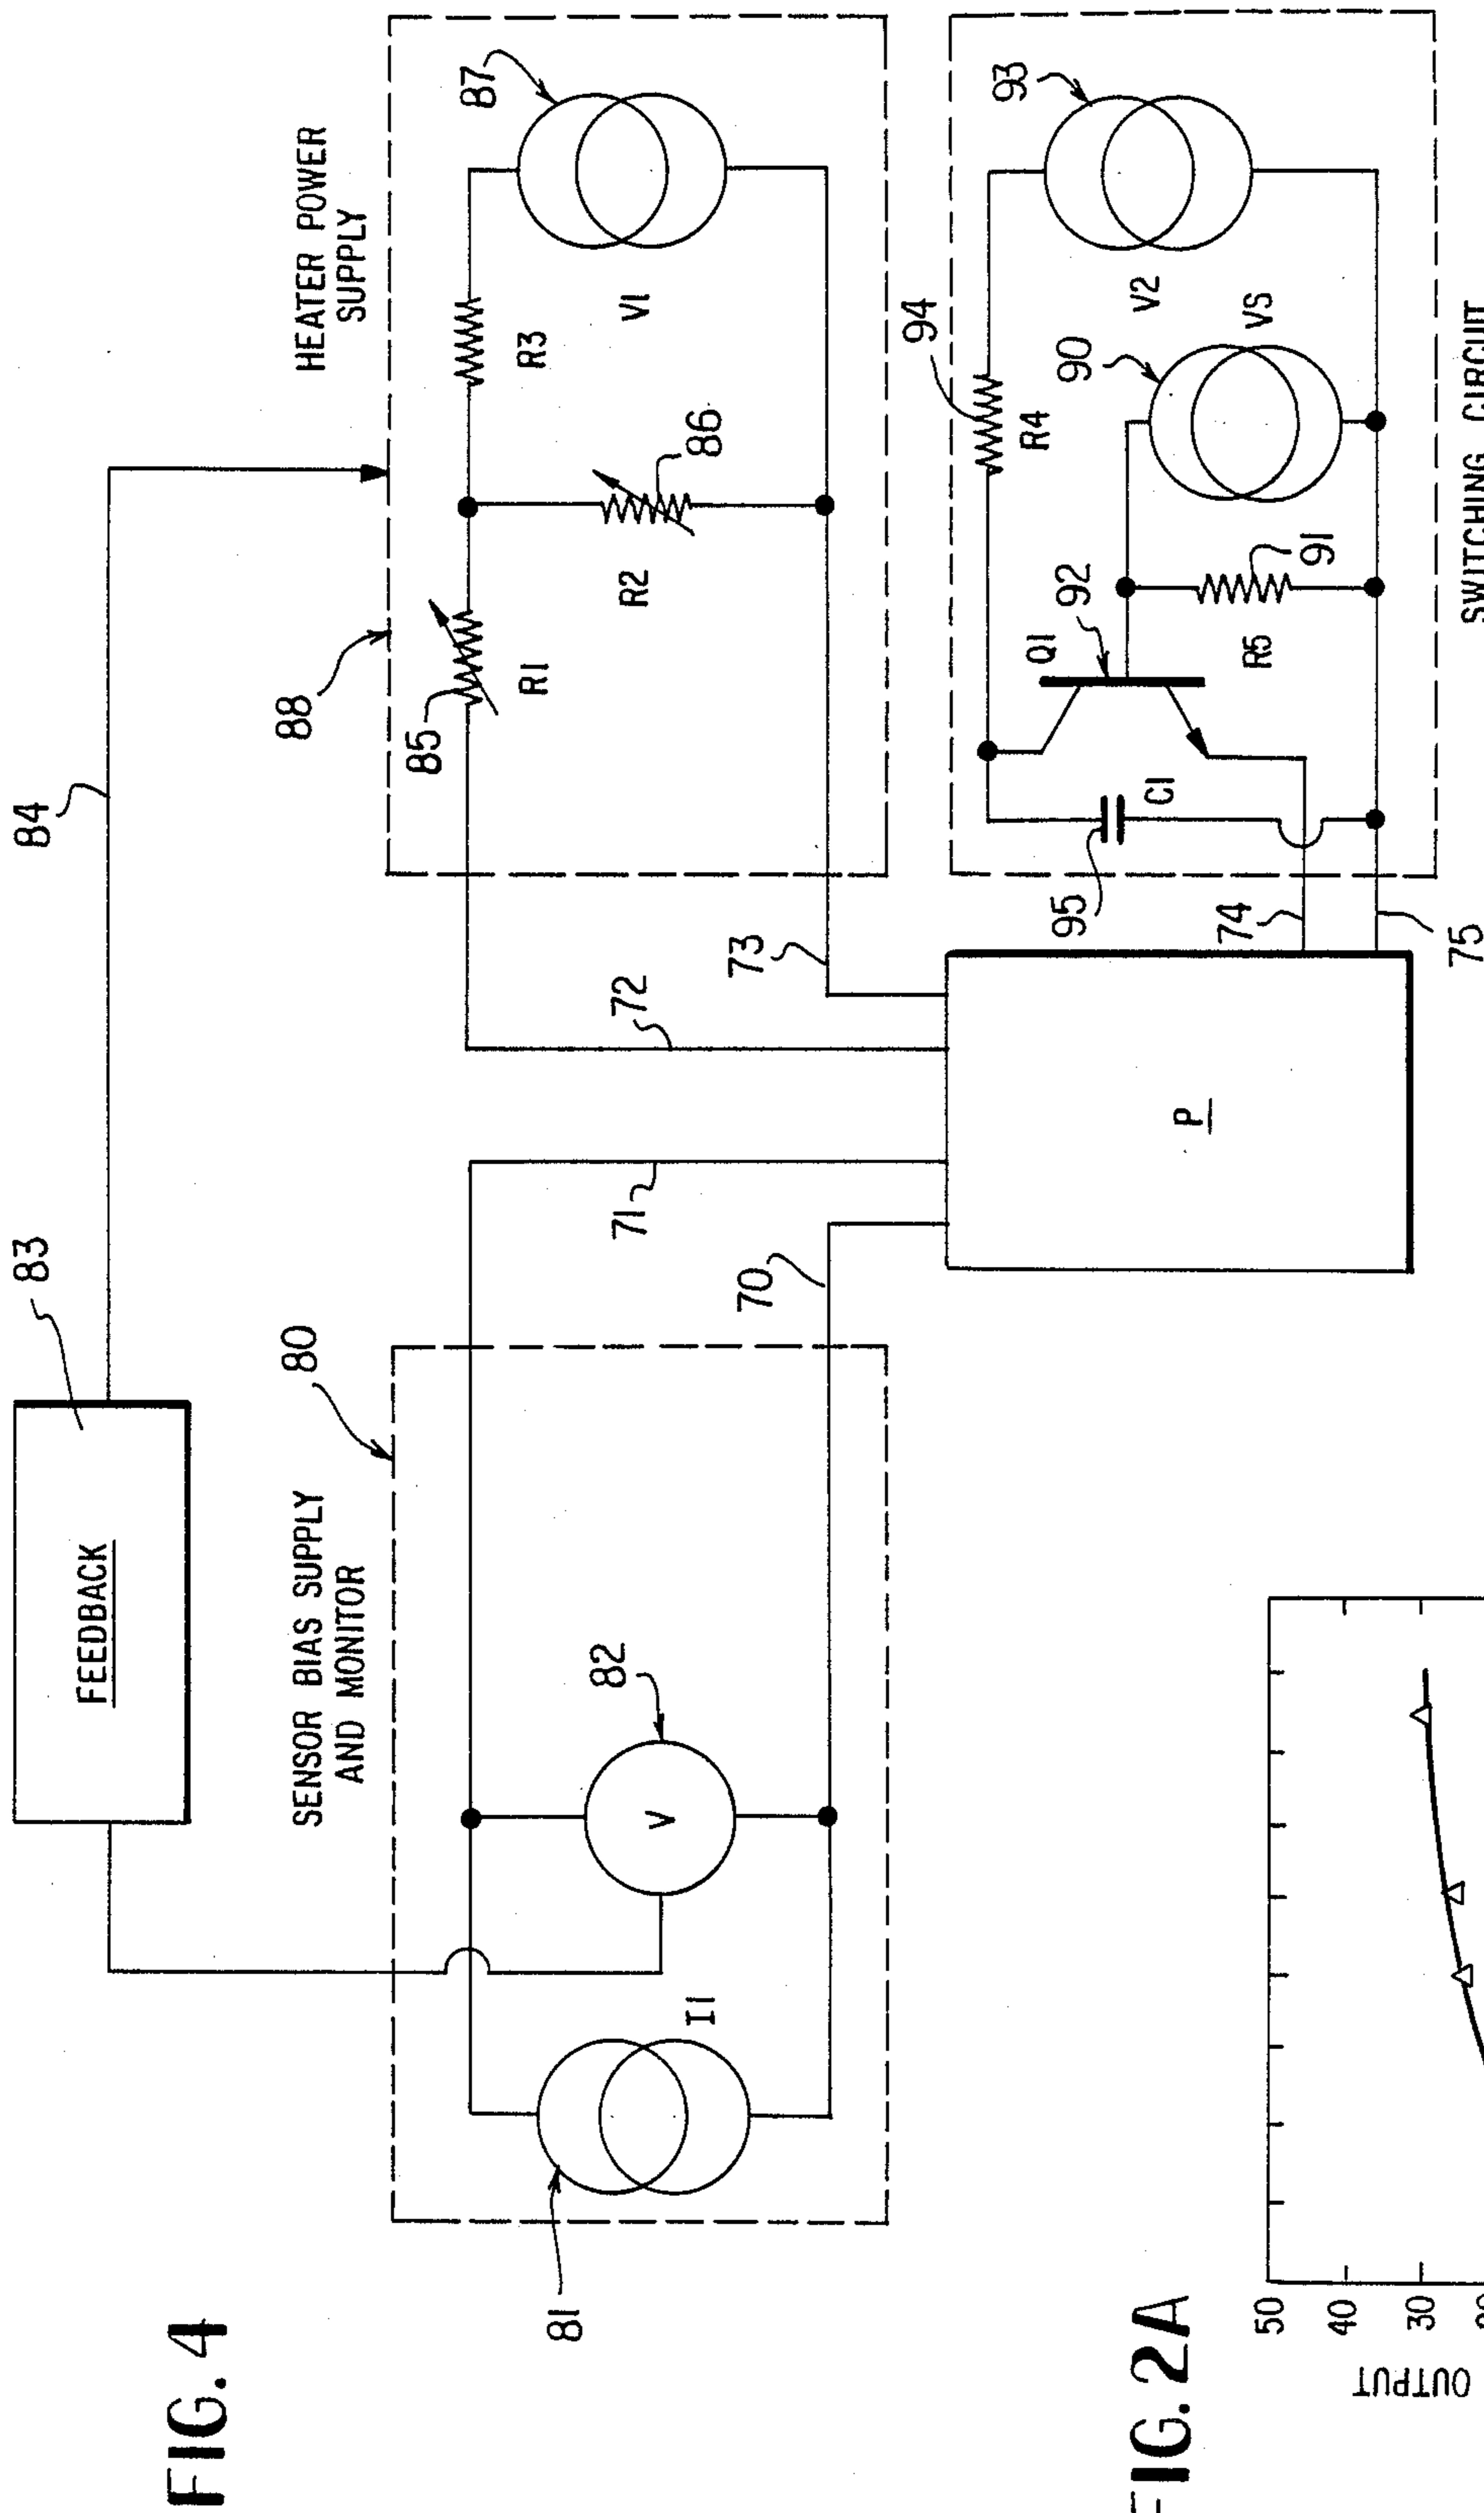 FIG. 4
83
FEEDBACK
84
SENSOR BIAS SUPPLY
AND MONITOR
80
81
I1
V
82
70
71
72
73
HEATER POWER
SUPPLY
88
85
R1
R2
86
R3
V1
87
P
74
75
95
C1
Q1
92
R5
91
90
VS
V2
R4
94
93
SWITCHING CIRCUIT
FIG. 2A
50
40
30
OUTPUT